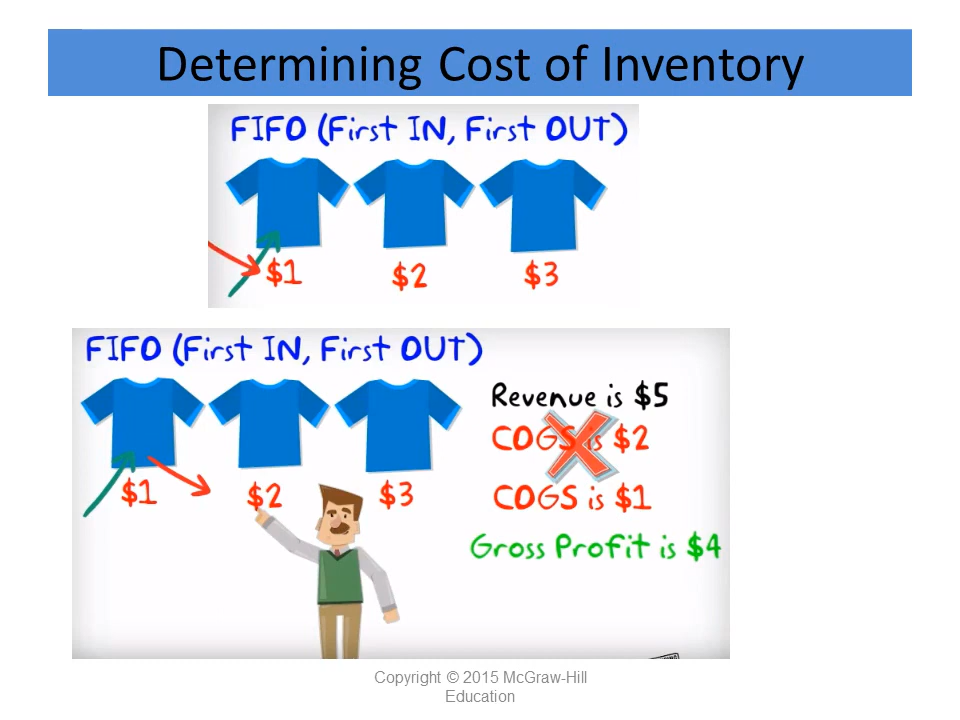 Determining Cost of Inventory
FIFO (First IN, First OUT)
$1 $2 $3
FIFO (First IN, First OUT)
Revenue is $5
COGS is $2
$1 $2 $3
COGS is $1
Gross Profit is $4
Copyright © 2015 McGraw-Hill
Education